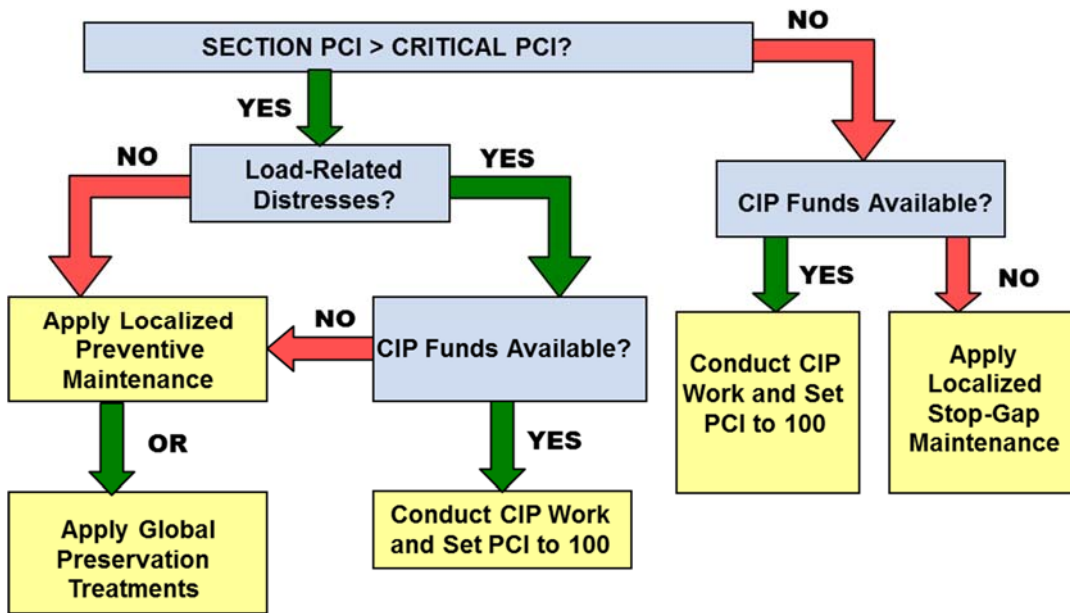 NO
SECTION PCI > CRITICAL PCI?
YES
NO
YES
Load-Related
Distresses?
CIP Funds Available?
YES
NO
Apply Localized
Preventive
Maintenance
NO
CIP Funds Available?
Conduct CIP
Work and Set
PCI to 100
Apply
Localized
Stop-Gap
Maintenance
OR
YES
Apply Global
Preservation
Treatments
Conduct CIP Work
and Set PCI to 100